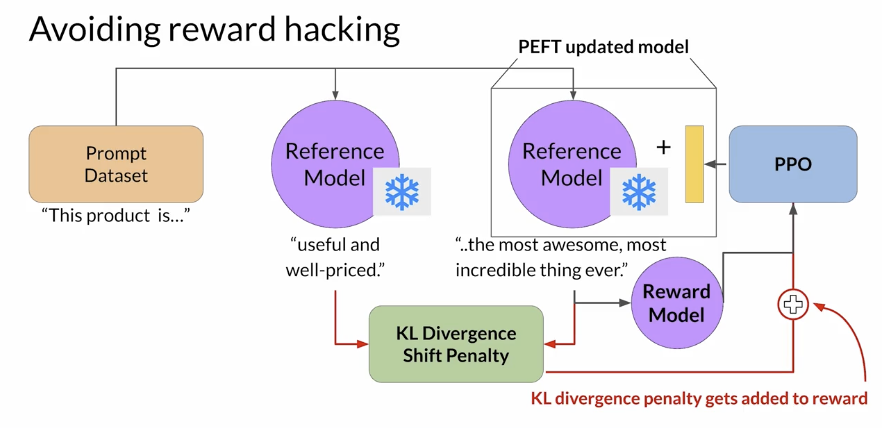 Avoiding reward hacking
PEFT updated model
Prompt
Dataset
Reference
Model
Reference
Model
+
PPO
“This product is...”
“useful and
well-priced.”
“..the most awesome, most
incredible thing ever.”
Reward
Model
KL Divergence
Shift Penalty
KL divergence penalty gets added to reward